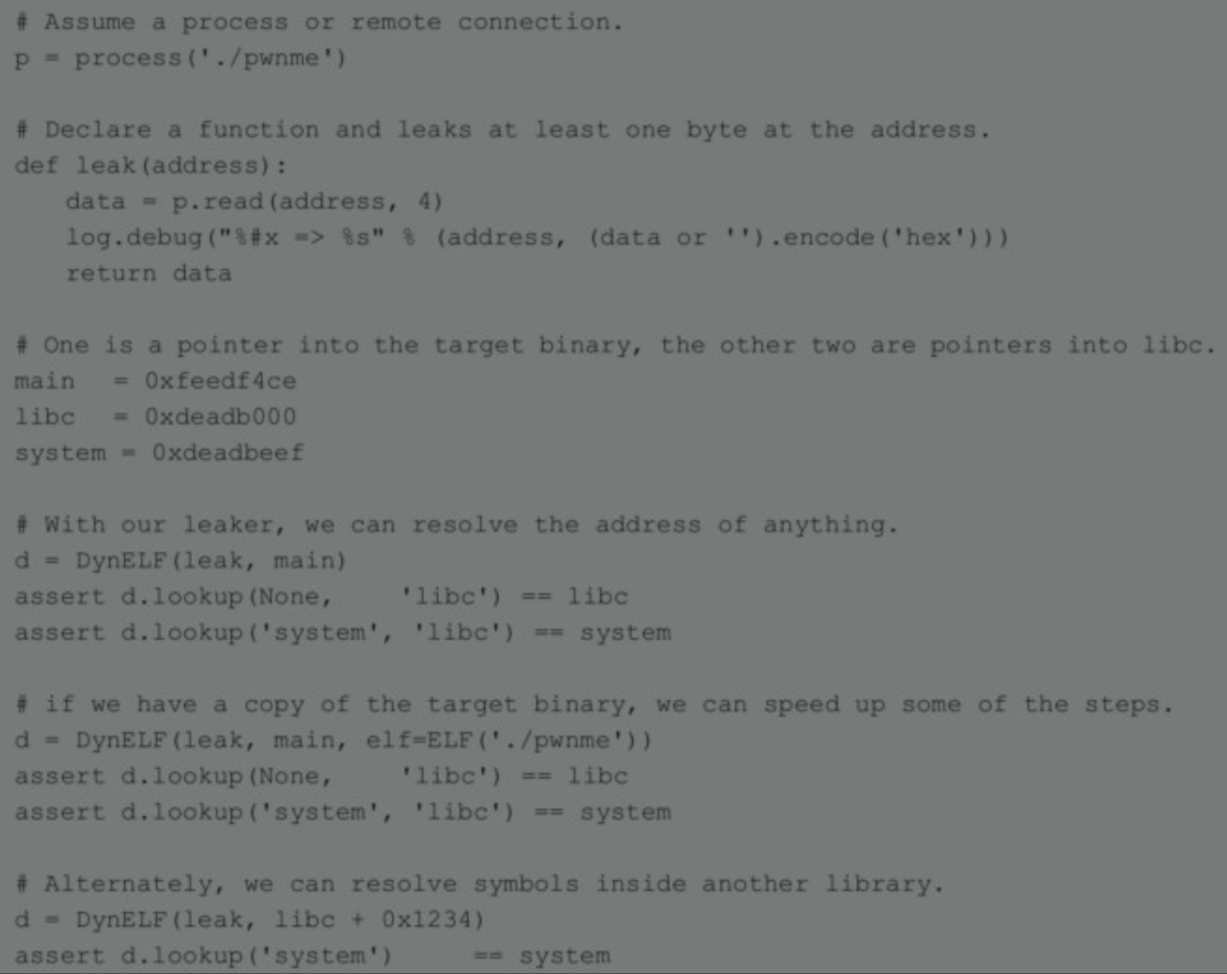 # Assume a process or remote connection.
p = process('./pwnme')

# Declare a function and leaks at least one byte at the address.
def leak(address):
    data = p.read(address, 4)
    log.debug("%#x => %s" % (address, (data or '').encode('hex')))
    return data

# One is a pointer into the target binary, the other two are pointers into libc.
main   = 0xfeedf4ce
libc   = 0xdeadb000
system = 0xdeadbeef

# With our leaker, we can resolve the address of anything.
d = DynELF(leak, main)
assert d.lookup(None,     'libc') == libc
assert d.lookup('system', 'libc') == system

# if we have a copy of the target binary, we can speed up some of the steps.
d = DynELF(leak, main, elf=ELF('./pwnme'))
assert d.lookup(None,     'libc') == libc
assert d.lookup('system', 'libc') == system

# Alternately, we can resolve symbols inside another library.
d = DynELF(leak, libc + 0x1234)
assert d.lookup('system')      == system